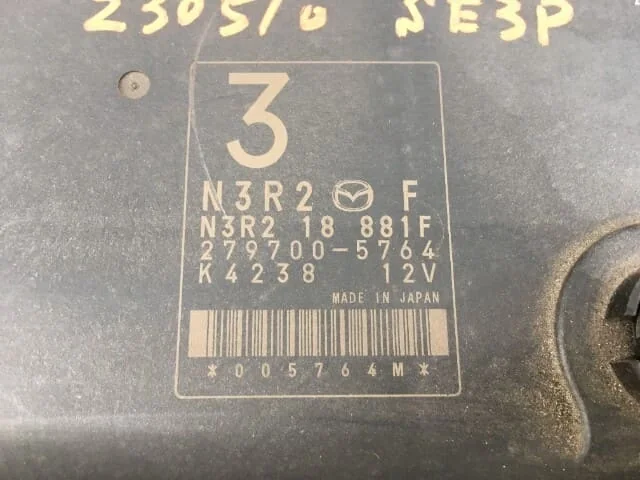 230510 SE3P
3
N3R2 F
N3R2 18 881F
279700-5764
K4238 12V
MADE IN JAPAN
*005764M*